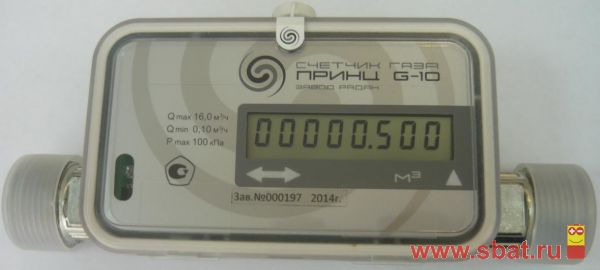 СЧЕТЧИК ГАЗА
ПРИНЦ G-10
ЗАВОД РАДАН
Q max 16,0 м³/ч
Q min 0,10 м³/ч
P max 100 кПа
00000.500
м³
Зав.№000197 2014г.
www.sbat.ru